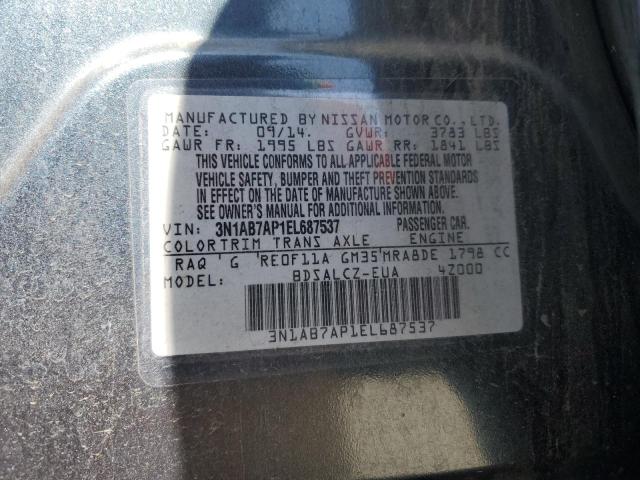 MANUFACTURED BY NISSAN MOTOR CO., LTD.
DATE: 09/14. GVWR: 3783 LBS
GAWR FR: 1995 LBS GAWR RR: 1841 LBS
THIS VEHICLE CONFORMS TO ALL APPLICABLE FEDERAL MOTOR
VEHICLE SAFETY, BUMPER AND THEFT PREVENTION STANDARDS
IN EFFECT ON THE DATE OF MANUFACTURE SHOWN ABOVE.
SEE OWNER'S MANUAL FOR ADDITIONAL INFORMATION.
VIN: 3N1AB7AP1EL687537 PASSENGER CAR.
COLOR TRIM TRANS AXLE ENGINE
RAQ G RE0F11A GM35 MRA8DE 1798 CC
MODEL: BDSALCZ-EUA 4Z000
3N1AB7AP1EL687537